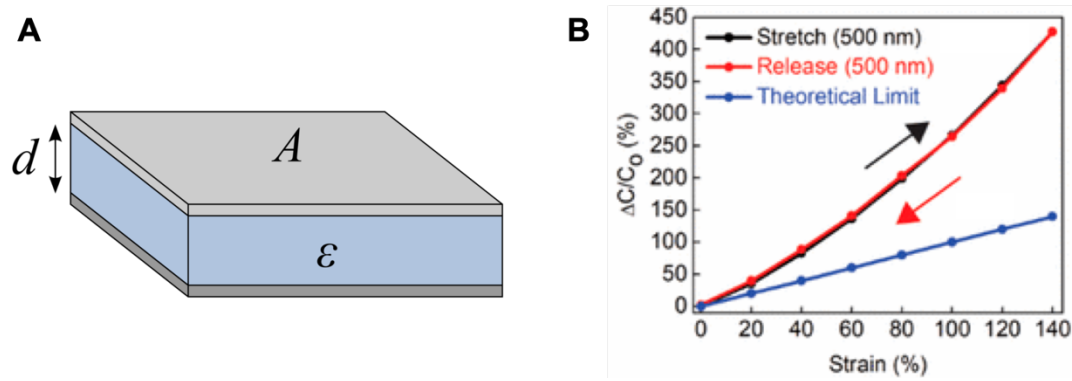 A
A
d
ε
B
450
400
350
300
250
200
150
100
50
0
ΔC/C₀ (%)
Stretch (500 nm)
Release (500 nm)
Theoretical Limit
0 20 40 60 80 100 120 140
Strain (%)